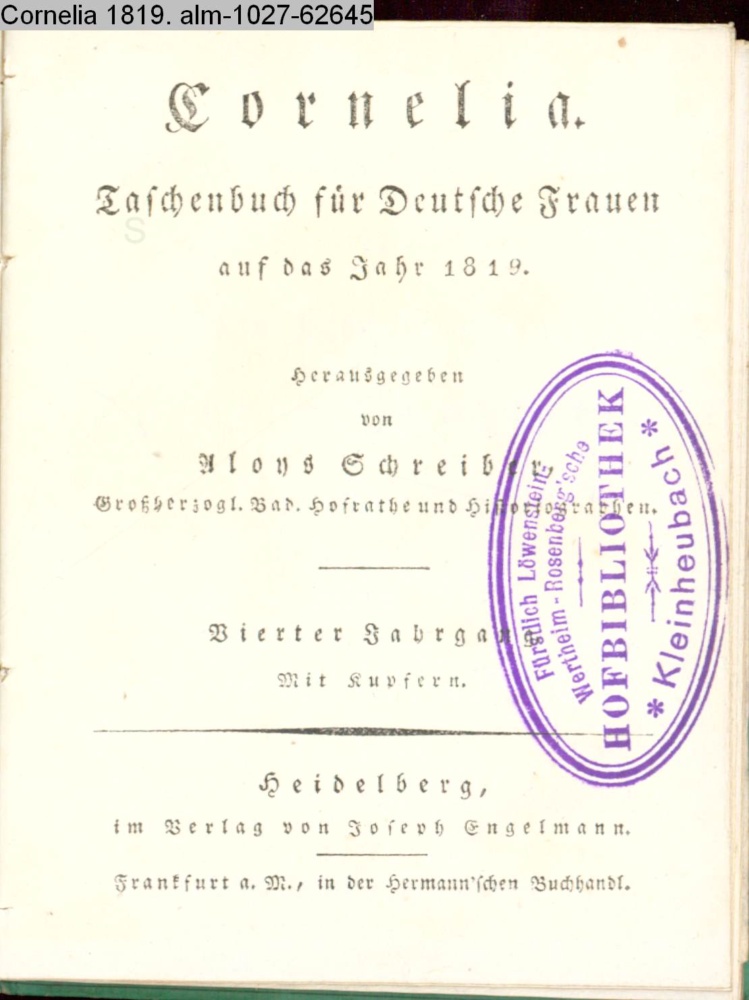 Cornelia 1819. alm-1027-62645
Cornelia.
Taschenbuch für Deutsche Frauen
auf das Jahr 1819.
Herausgegeben
von
Aloys Schreiber,
Großherzogl. Bad. Hofrathe und Historiographen.
Vierter Jahrgang.
Mit Kupfern.
Heidelberg,
im Verlag von Joseph Engelmann.
Frankfurt a. M., in der Hermann'schen Buchhandl.
Fürstlich Löwenstein-
Wertheim-Rosenberg'sche
HOFBIBLIOTHEK
* Kleinheubach *